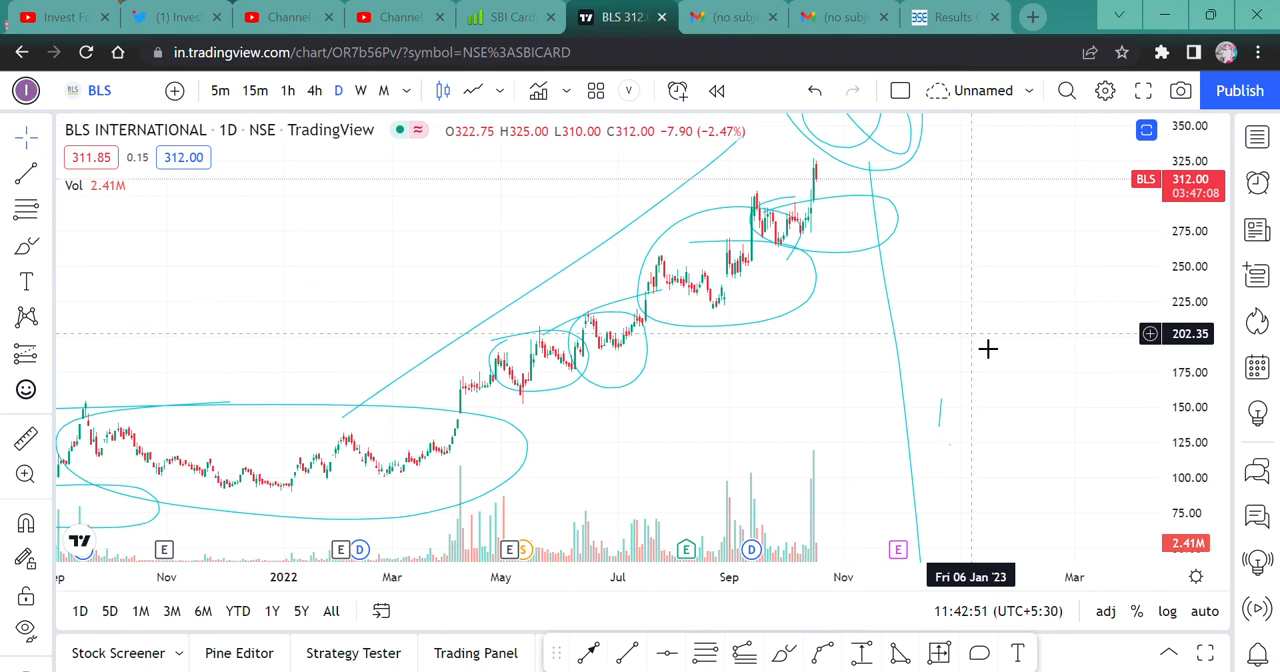 Invest Fo
(1) Invest
Channel
Channel
SBI Card
BLS 312.
(no subje
(no subje
BSE Results
in.tradingview.com/chart/OR7b56Pv/?symbol=NSE%3ASBICARD
I BLS BLS 5m 15m 1h 4h D W M V Unnamed Publish
BLS INTERNATIONAL · 1D · NSE · TradingView O322.75 H325.00 L310.00 C312.00 −7.90 (−2.47%)
311.85 0.15 312.00
Vol 2.41M
350.00
325.00
BLS 312.00
03:47:08
275.00
250.00
225.00
202.35
175.00
150.00
125.00
100.00
75.00
2.41M
E E D E S E D E
Nov 2022 Mar May Jul Sep Nov Fri 06 Jan '23 Mar
1D 5D 1M 3M 6M YTD 1Y 5Y All 11:42:51 (UTC+5:30) adj % log auto
Stock Screener Pine Editor Strategy Tester Trading Panel T